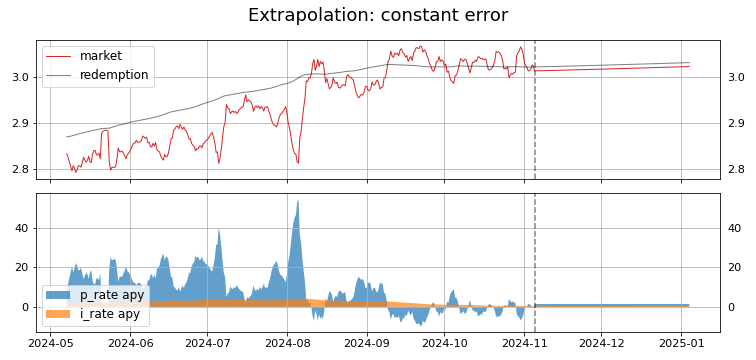 Extrapolation: constant error
market
redemption
3.0 3.0
2.9 2.9
2.8 2.8
40 40
20 20
0 0
p_rate apy
i_rate apy
2024-05 2024-06 2024-07 2024-08 2024-09 2024-10 2024-11 2024-12 2025-01